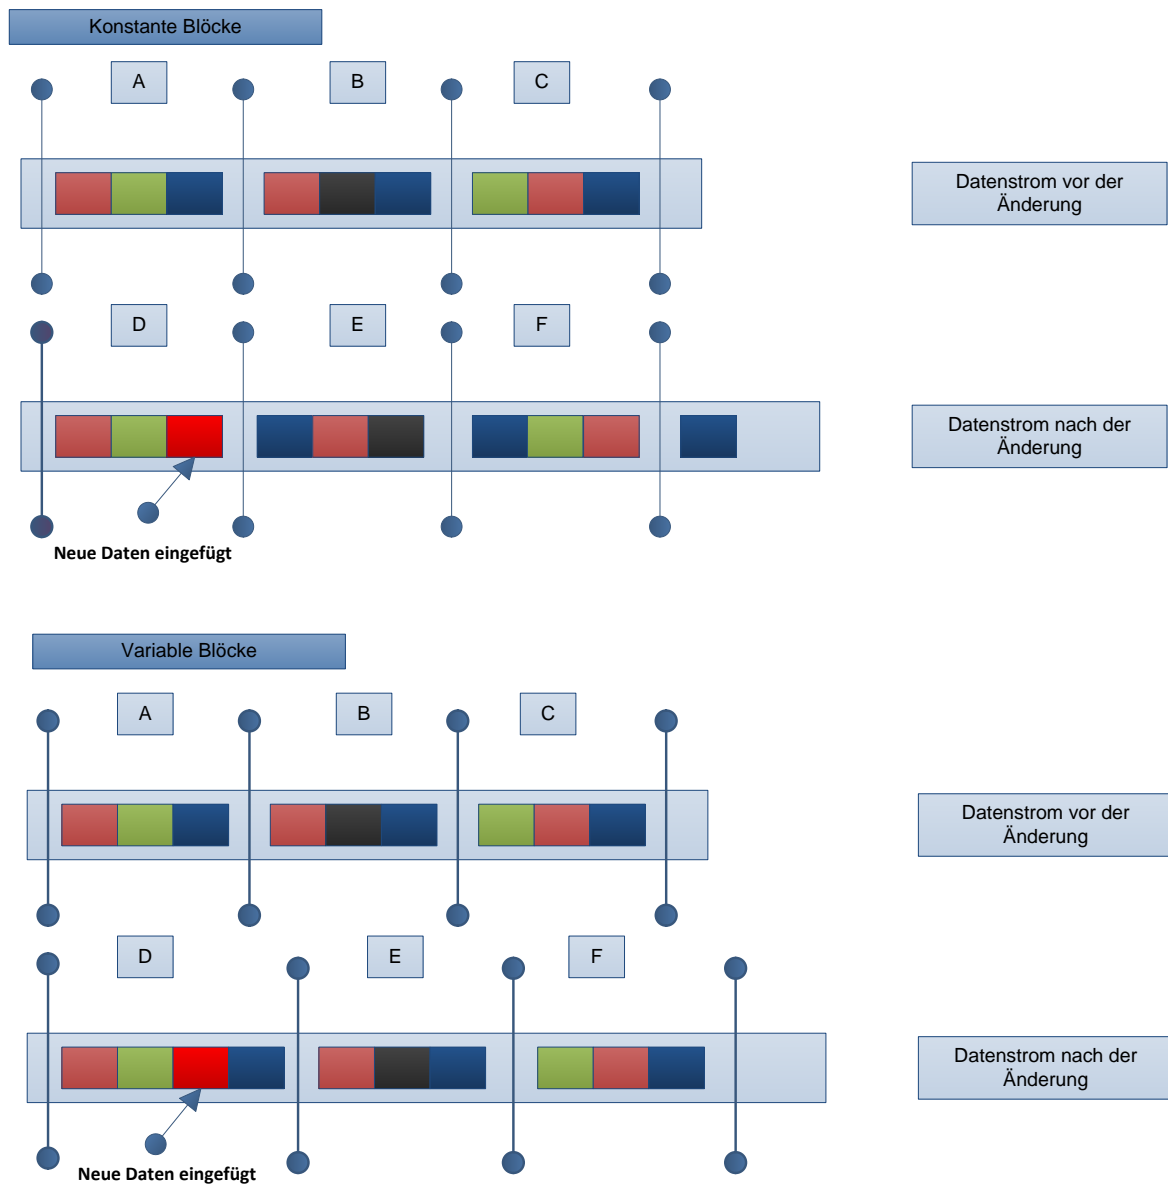 Konstante Blöcke
A
B
C
Datenstrom vor der
Änderung
D
E
F
Datenstrom nach der
Änderung
Neue Daten eingefügt
Variable Blöcke
A
B
C
Datenstrom vor der
Änderung
D
E
F
Datenstrom nach der
Änderung
Neue Daten eingefügt